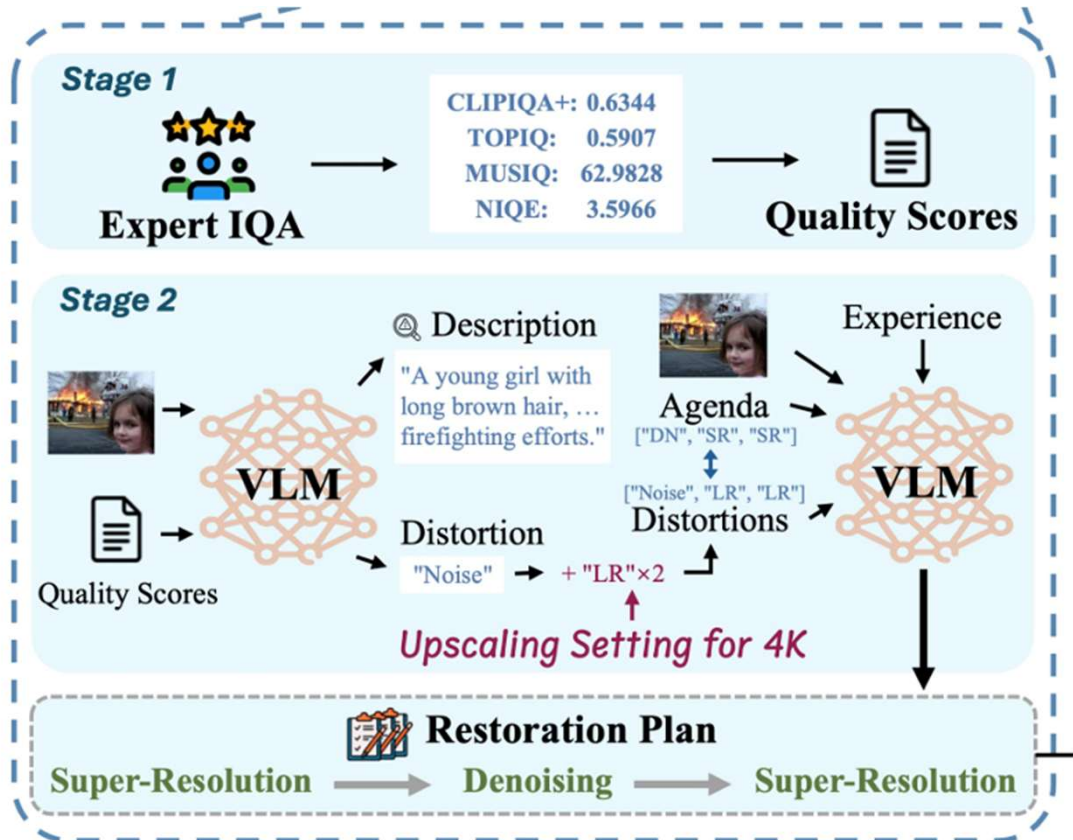 Stage 1
Expert IQA
CLIPIQA+: 0.6344
TOPIQ: 0.5907
MUSIQ: 62.9828
NIQE: 3.5966
Quality Scores
Stage 2
Quality Scores
VLM
Description
"A young girl with
long brown hair, ...
firefighting efforts."
Distortion
"Noise"
+ "LR"×2
Upscaling Setting for 4K
Experience
Agenda
["DN", "SR", "SR"]
["Noise", "LR", "LR"]
Distortions
VLM
Restoration Plan
Super-Resolution
Denoising
Super-Resolution